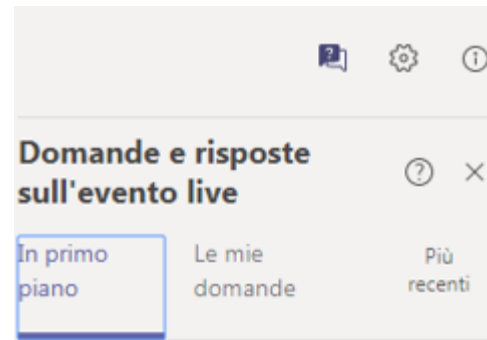 Domande e risposte
sull'evento live
In primo
piano
Le mie
domande
Più
recenti